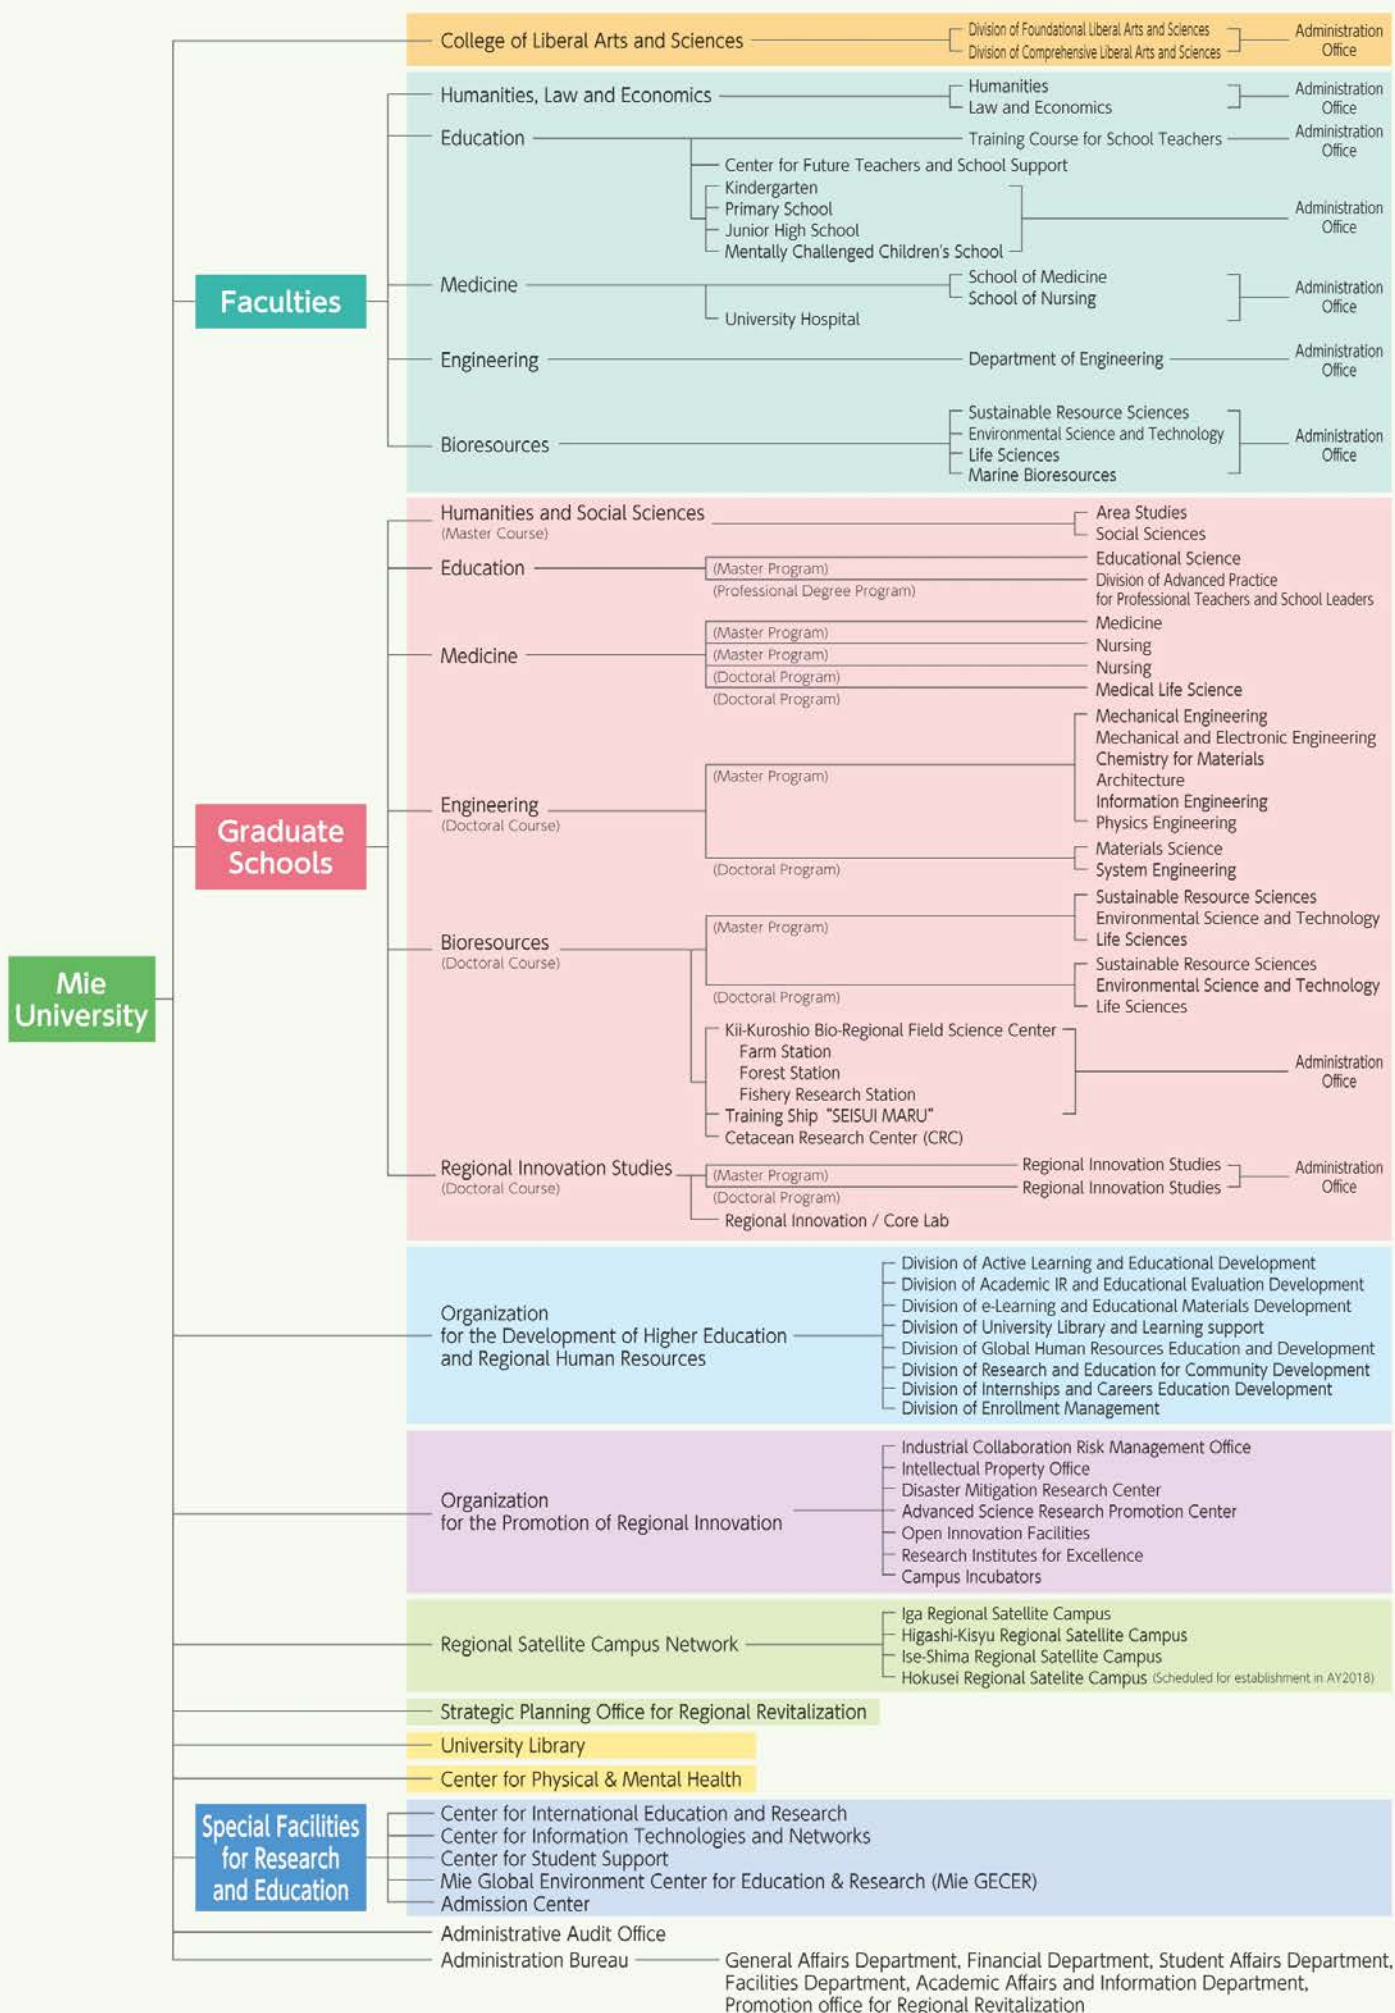 College of Liberal Arts and Sciences
Division of Foundational Liberal Arts and Sciences
Division of Comprehensive Liberal Arts and Sciences
Administration
Office
Humanities, Law and Economics
Humanities
Law and Economics
Administration
Office
Education
Training Course for School Teachers
Administration
Office
Center for Future Teachers and School Support
Kindergarten
Primary School
Junior High School
Mentally Challenged Children's School
Administration
Office
Faculties
Medicine
School of Medicine
School of Nursing
University Hospital
Administration
Office
Engineering
Department of Engineering
Administration
Office
Bioresources
Sustainable Resource Sciences
Environmental Science and Technology
Life Sciences
Marine Bioresources
Administration
Office
Humanities and Social Sciences
(Master Course)
Area Studies
Social Sciences
Education
(Master Program)
(Professional Degree Program)
Educational Science
Division of Advanced Practice
for Professional Teachers and School Leaders
Medicine
(Master Program)
(Master Program)
(Doctoral Program)
(Doctoral Program)
Medicine
Nursing
Nursing
Medical Life Science
Graduate
Schools
Engineering
(Doctoral Course)
(Master Program)
Mechanical Engineering
Mechanical and Electronic Engineering
Chemistry for Materials
Architecture
Information Engineering
Physics Engineering
(Doctoral Program)
Materials Science
System Engineering
Mie
University
Bioresources
(Doctoral Course)
(Master Program)
Sustainable Resource Sciences
Environmental Science and Technology
Life Sciences
(Doctoral Program)
Sustainable Resource Sciences
Environmental Science and Technology
Life Sciences
Kii-Kuroshio Bio-Regional Field Science Center
Farm Station
Forest Station
Fishery Research Station
Training Ship "SEISUI MARU"
Cetacean Research Center (CRC)
Administration
Office
Regional Innovation Studies
(Doctoral Course)
(Master Program)
(Doctoral Program)
Regional Innovation Studies
Regional Innovation Studies
Administration
Office
Regional Innovation / Core Lab
Organization
for the Development of Higher Education
and Regional Human Resources
Division of Active Learning and Educational Development
Division of Academic IR and Educational Evaluation Development
Division of e-Learning and Educational Materials Development
Division of University Library and Learning support
Division of Global Human Resources Education and Development
Division of Research and Education for Community Development
Division of Internships and Careers Education Development
Division of Enrollment Management
Organization
for the Promotion of Regional Innovation
Industrial Collaboration Risk Management Office
Intellectual Property Office
Disaster Mitigation Research Center
Advanced Science Research Promotion Center
Open Innovation Facilities
Research Institutes for Excellence
Campus Incubators
Regional Satellite Campus Network
Iga Regional Satellite Campus
Higashi-Kisyu Regional Satellite Campus
Ise-Shima Regional Satellite Campus
Hokusei Regional Satelite Campus (Scheduled for establishment in AY2018)
Strategic Planning Office for Regional Revitalization
University Library
Center for Physical & Mental Health
Special Facilities
for Research
and Education
Center for International Education and Research
Center for Information Technologies and Networks
Center for Student Support
Mie Global Environment Center for Education & Research (Mie GECER)
Admission Center
Administrative Audit Office
Administration Bureau
General Affairs Department, Financial Department, Student Affairs Department,
Facilities Department, Academic Affairs and Information Department,
Promotion office for Regional Revitalization